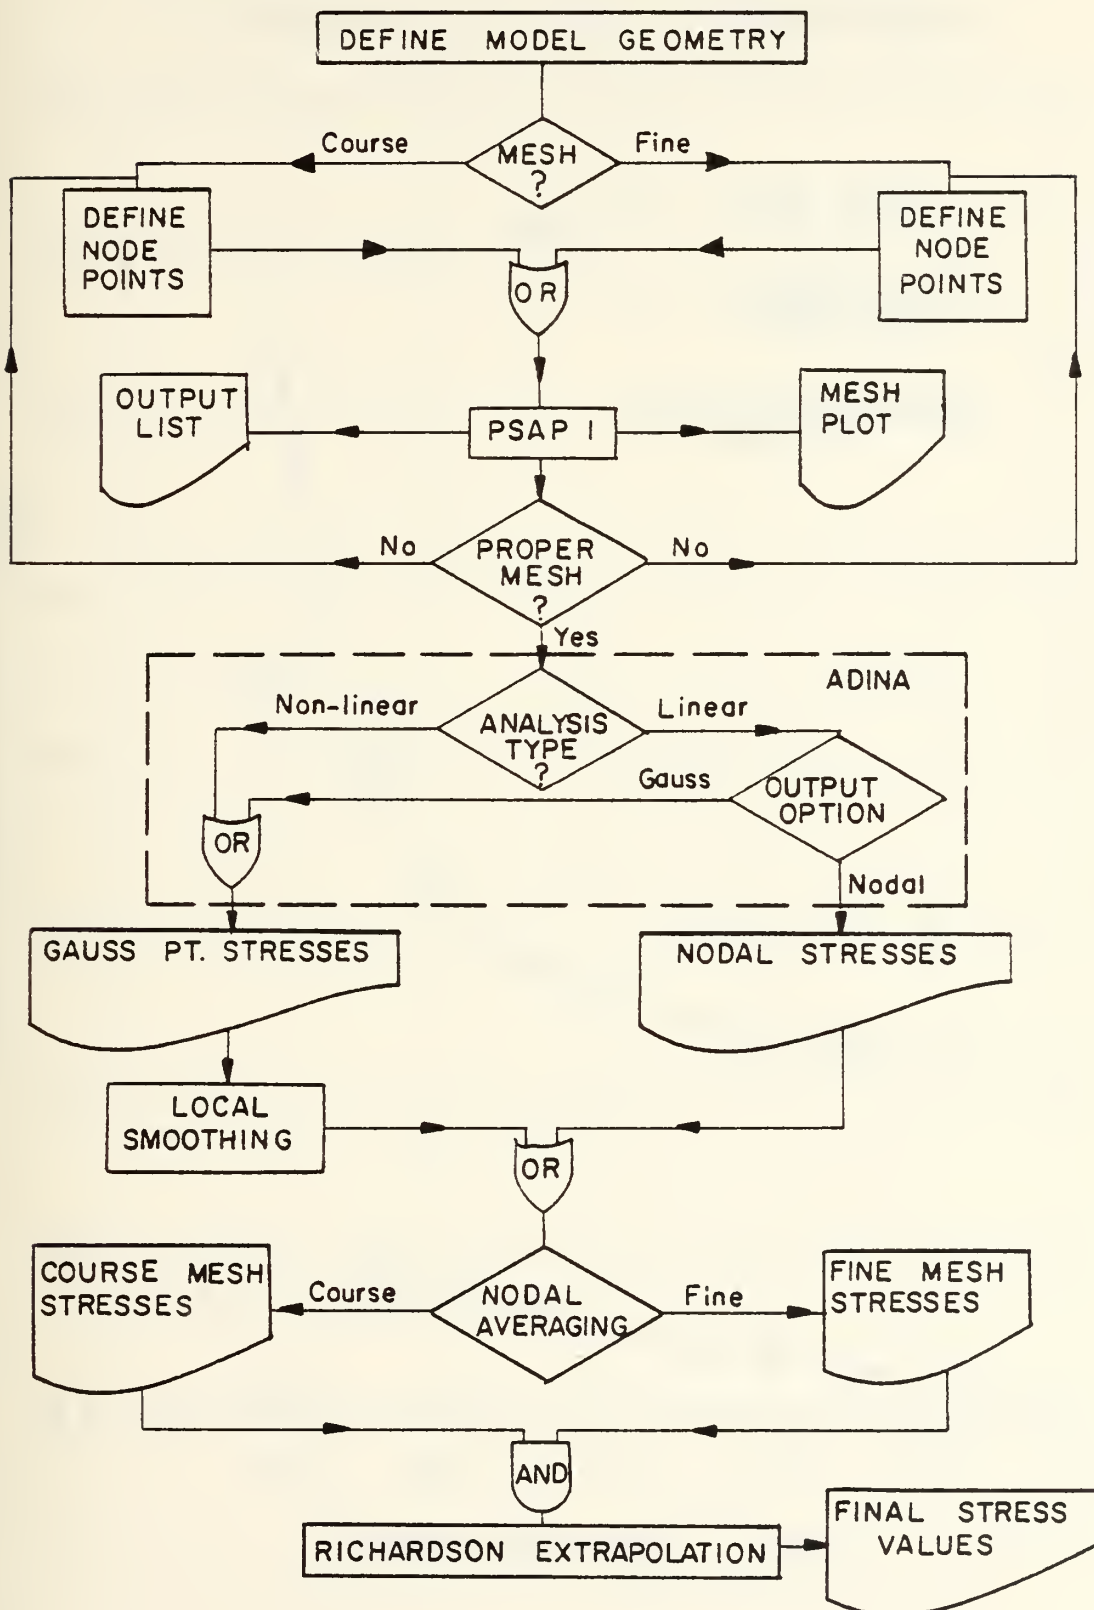 DEFINE MODEL GEOMETRY
Course
MESH
?
Fine
DEFINE
NODE
POINTS
DEFINE
NODE
POINTS
OR
OUTPUT
LIST
PSAP 1
MESH
PLOT
No
PROPER
MESH
?
No
Yes
ADINA
Non-linear
ANALYSIS
TYPE
?
Linear
Gauss
OUTPUT
OPTION
OR
Nodal
GAUSS PT. STRESSES
NODAL STRESSES
LOCAL
SMOOTHING
OR
COURSE MESH
STRESSES
Course
NODAL
AVERAGING
Fine
FINE MESH
STRESSES
AND
RICHARDSON EXTRAPOLATION
FINAL STRESS
VALUES